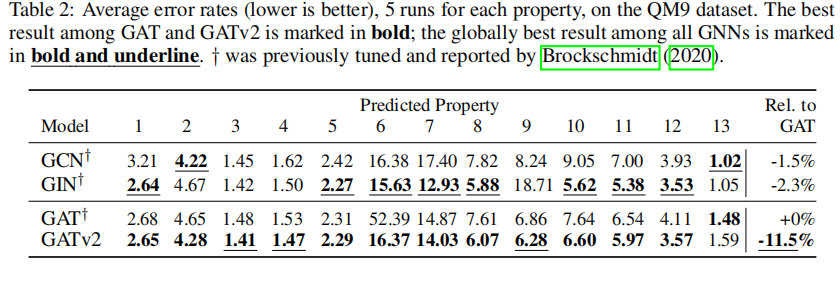 Table 2: Average error rates (lower is better), 5 runs for each property, on the QM9 dataset. The best
result among GAT and GATv2 is marked in bold; the globally best result among all GNNs is marked
in bold and underline. † was previously tuned and reported by Brockschmidt (2020).
Predicted Property Rel. to
Model 1 2 3 4 5 6 7 8 9 10 11 12 13 GAT
GCN† 3.21 4.22 1.45 1.62 2.42 16.38 17.40 7.82 8.24 9.05 7.00 3.93 1.02 -1.5%
GIN† 2.64 4.67 1.42 1.50 2.27 15.63 12.93 5.88 18.71 5.62 5.38 3.53 1.05 -2.3%
GAT† 2.68 4.65 1.48 1.53 2.31 52.39 14.87 7.61 6.86 7.64 6.54 4.11 1.48 +0%
GATv2 2.65 4.28 1.41 1.47 2.29 16.37 14.03 6.07 6.28 6.60 5.97 3.57 1.59 -11.5%